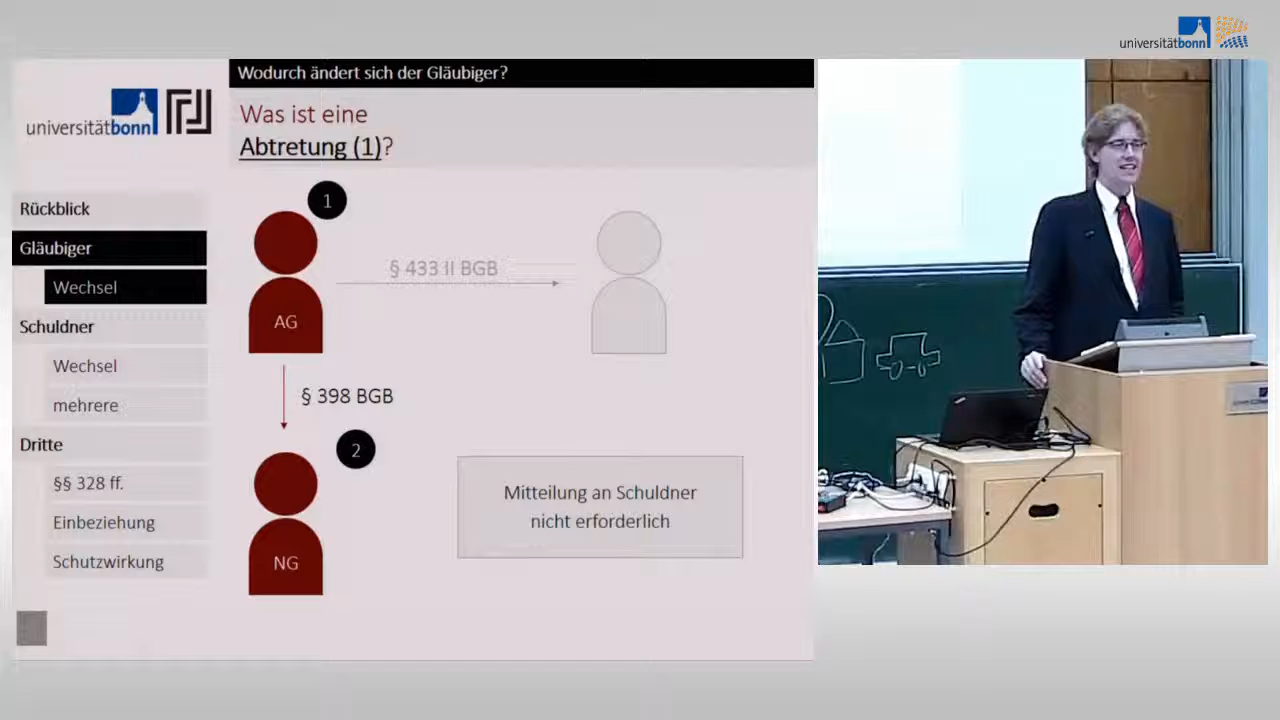 universitätbonn
Wodurch ändert sich der Gläubiger?
universitätbonn
Was ist eine
Abtretung (1)?
Rückblick
Gläubiger
Wechsel
Schuldner
Wechsel
mehrere
Dritte
§§ 328 ff.
Einbeziehung
Schutzwirkung
1
§ 433 II BGB
AG
§ 398 BGB
2
NG
Mitteilung an Schuldner
nicht erforderlich